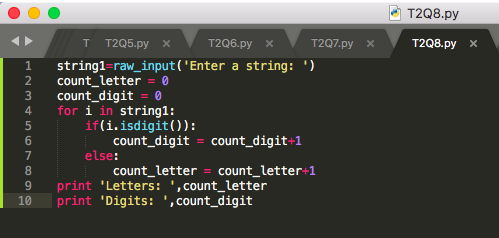 T2Q8.py
T T2Q5.py × T2Q6.py × T2Q7.py × T2Q8.py ×
1 string1=raw_input('Enter a string: ')
2 count_letter = 0
3 count_digit = 0
4 for i in string1:
5     if(i.isdigit()):
6         count_digit = count_digit+1
7     else:
8         count_letter = count_letter+1
9 print 'Letters: ',count_letter
10 print 'Digits: ',count_digit